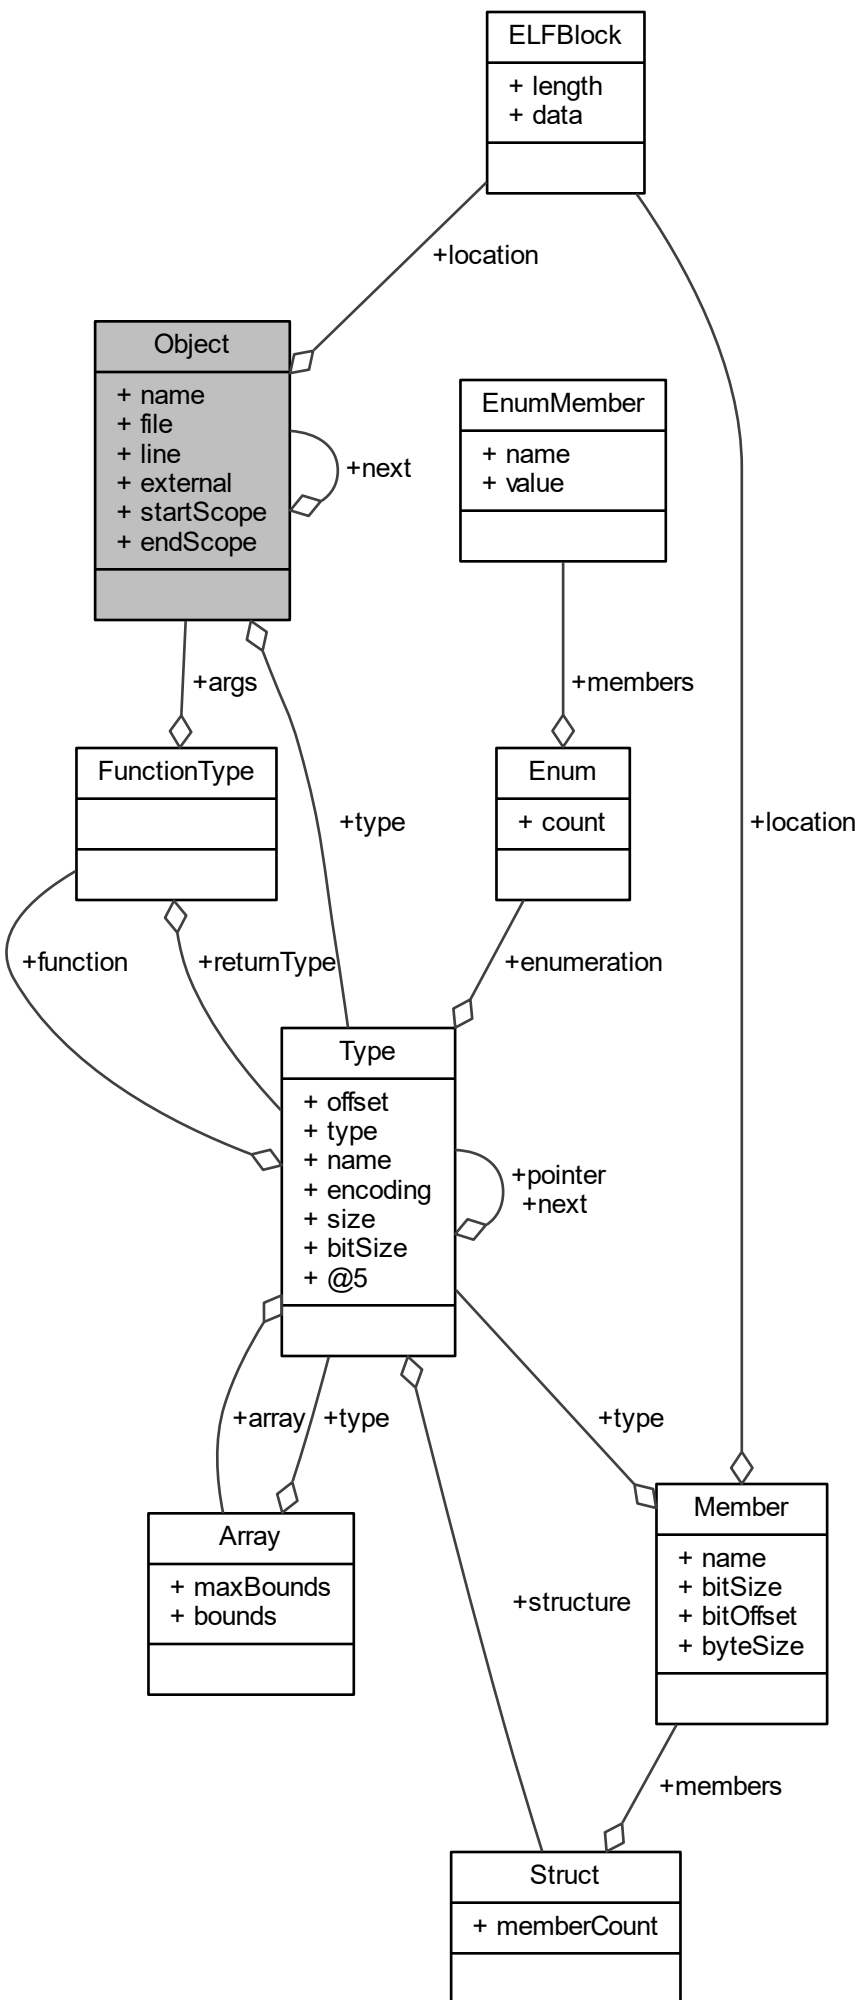 ELFBlock
+ length
+ data
+location
Object
+ name
+ file
+ line
+ external
+ startScope
+ endScope
+next
EnumMember
+ name
+ value
+args
+members
FunctionType
Enum
+ count
+type
+location
+function
+returnType
+enumeration
Type
+ offset
+ type
+ name
+ encoding
+ size
+ bitSize
+ @5
+pointer
+next
+array
+type
+type
Array
+ maxBounds
+ bounds
Member
+ name
+ bitSize
+ bitOffset
+ byteSize
+structure
+members
Struct
+ memberCount